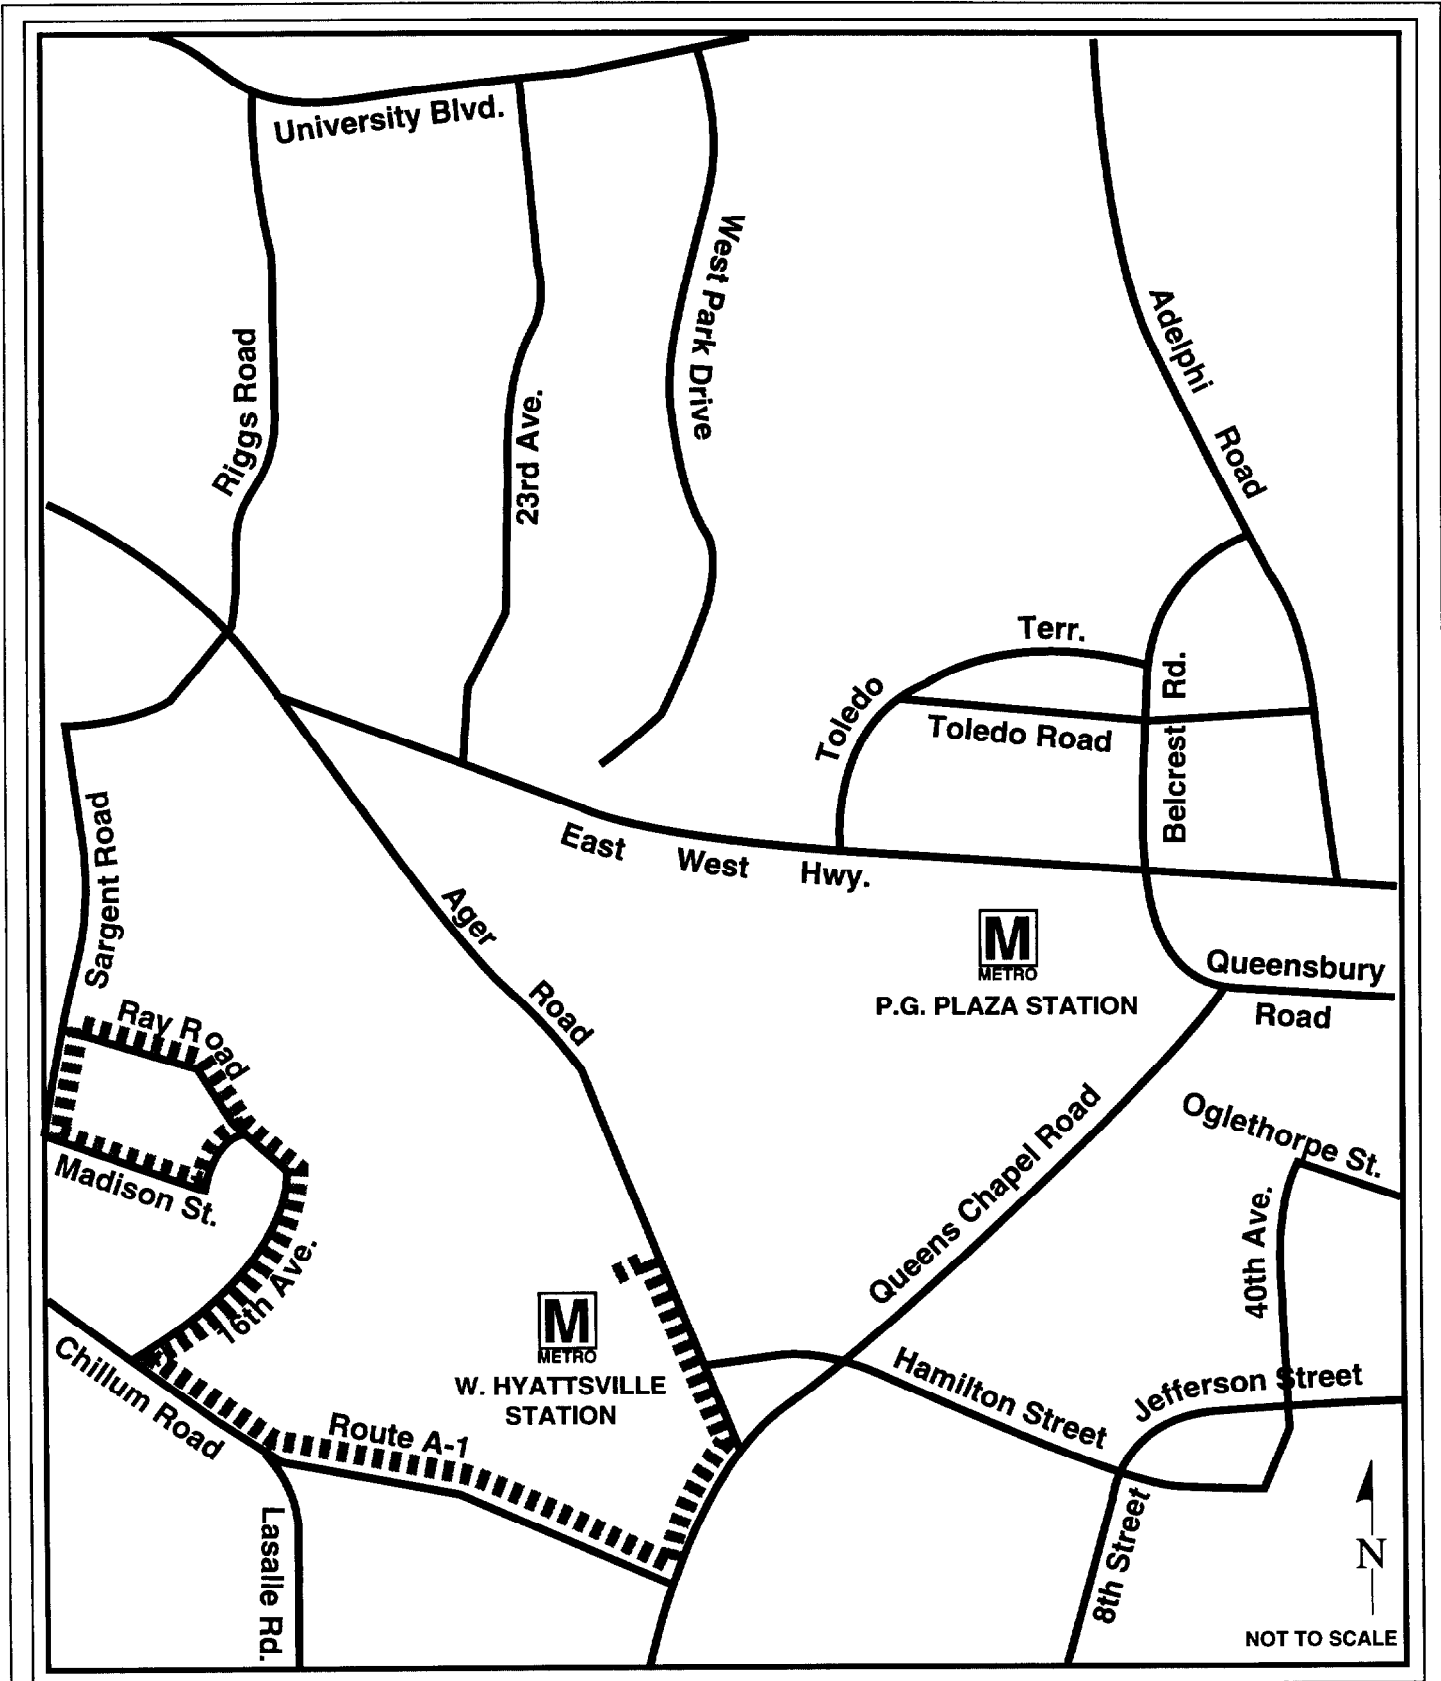 University Blvd.
West Park Drive
Adelphi
Road
Riggs Road
23rd Ave.
Terr.
Toledo
Rd.
Toledo Road
Belcrest
Sargent Road
East West Hwy.
Ager
Road
M
METRO
P.G. PLAZA STATION
Queensbury
Road
Ray Road
Queens Chapel Road
Oglethorpe St.
Madison St.
40th Ave.
16th Ave.
M
METRO
W. HYATTSVILLE
STATION
Chillum Road
Hamilton Street
Jefferson Street
Route A-1
Lasalle Rd.
8th Street
N
NOT TO SCALE